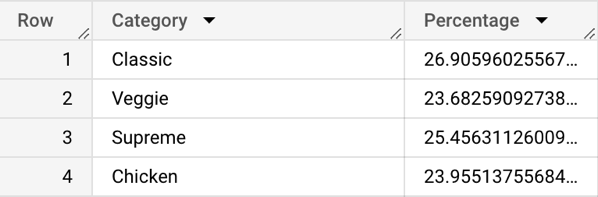 Row Category Percentage
1 Classic 26.90596025567...
2 Veggie 23.68259092738...
3 Supreme 25.45631126009...
4 Chicken 23.95513755684...